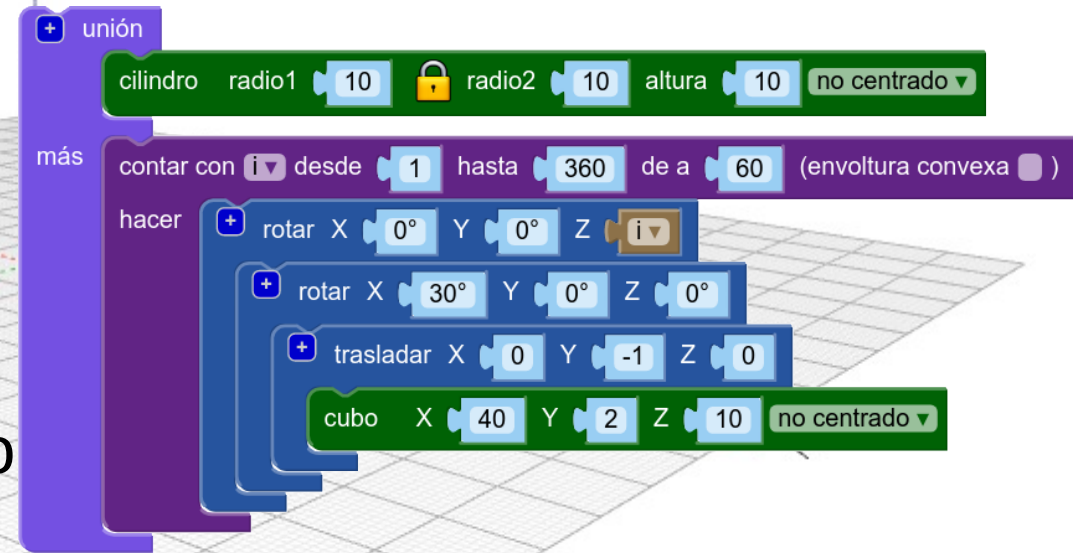 + unión
cilindro radio1 10 radio2 10 altura 10 no centrado ▾
más
contar con i ▾ desde 1 hasta 360 de a 60 (envoltura convexa )
hacer
+ rotar X 0° Y 0° Z i ▾
+ rotar X 30° Y 0° Z 0°
+ trasladar X 0 Y -1 Z 0
cubo X 40 Y 2 Z 10 no centrado ▾